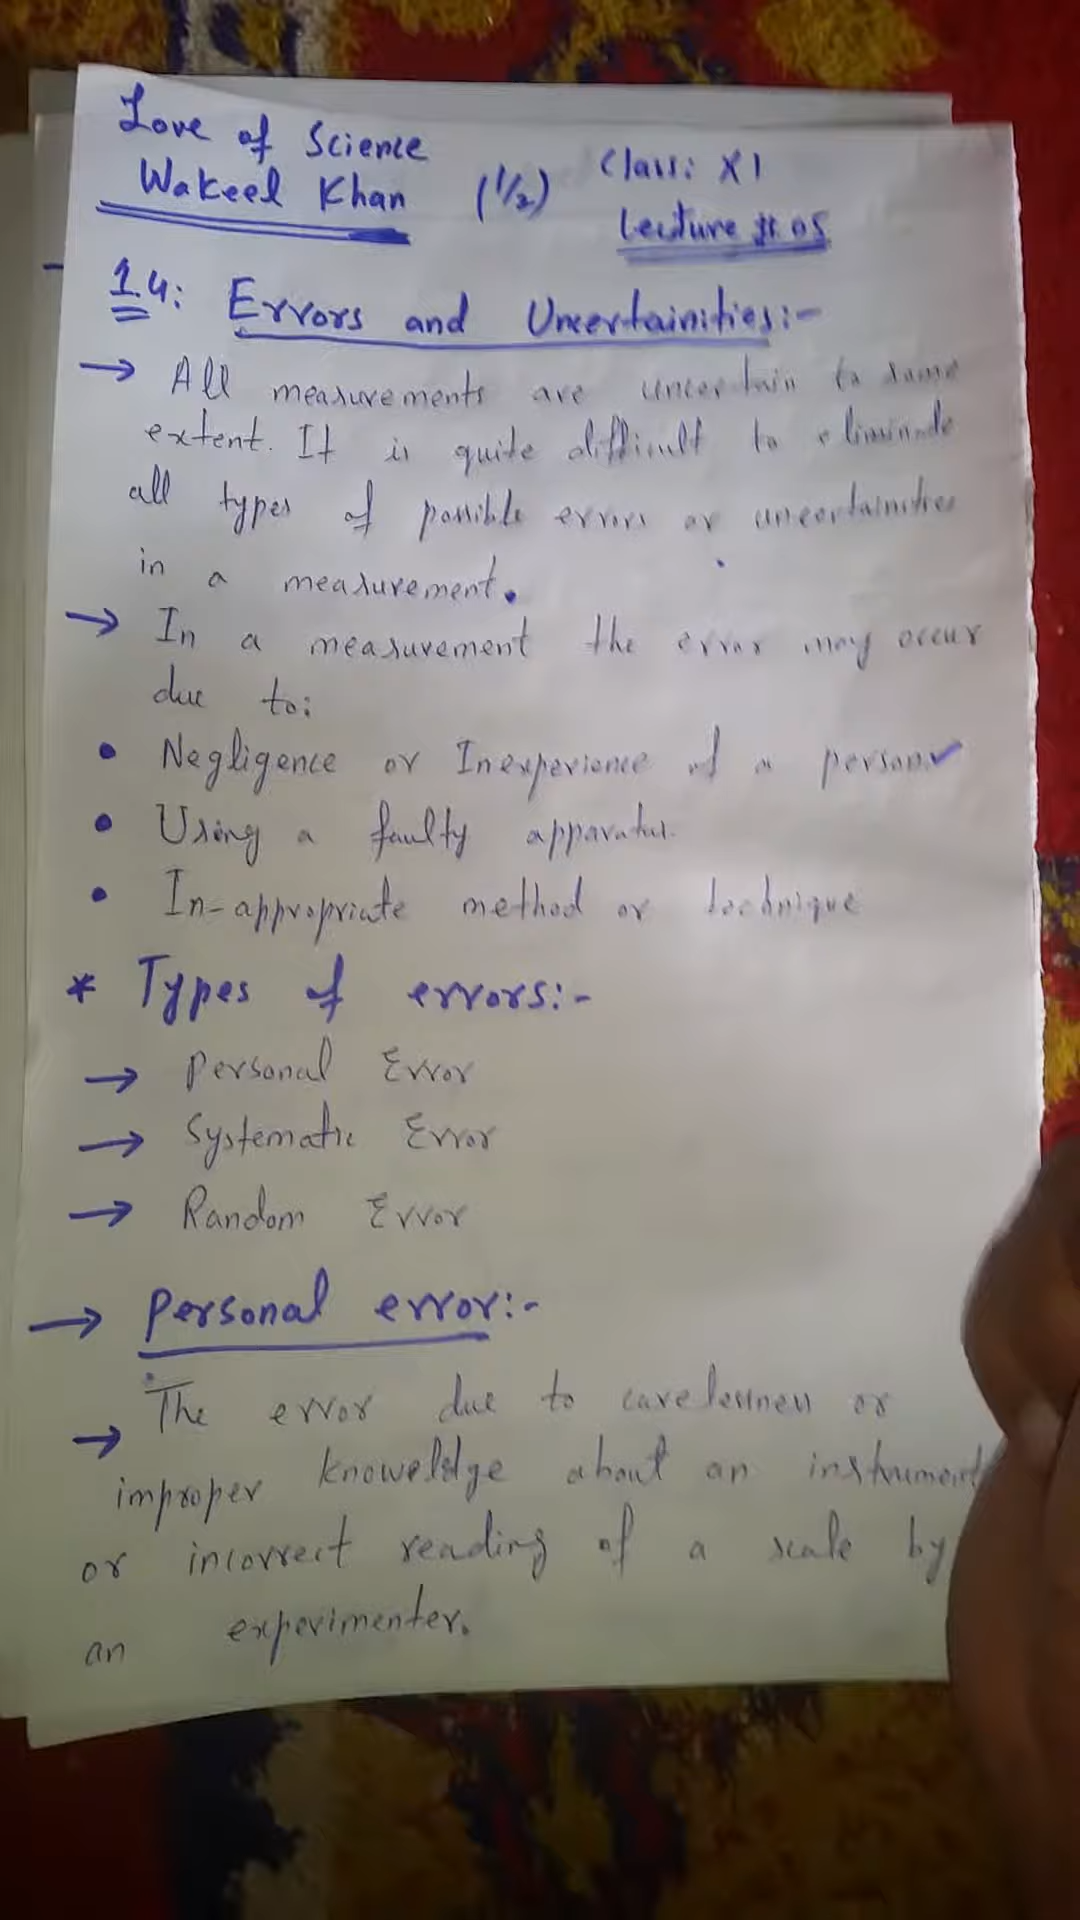 Love of Science
Wakeel Khan (1/2) Class: XI
Lecture # 05
1.4: Errors and Uncertainities:-
→ All measurements are uncertain to some
extent. It is quite difficult to eliminate
all types of possible errors or uncertainities
in a measurement.
→ In a measurement the error may occur
due to:
• Negligence or Inexperience of a person
• Using a faulty apparatus.
• In-appropriate method or technique
* Types of errors:-
→ Personal Error
→ Systematic Error
→ Random Error
→ Personal error:-
→ The error due to carelessness or
improper knoweldge about an instrument
or incorrect reading of a scale by
an experimenter.